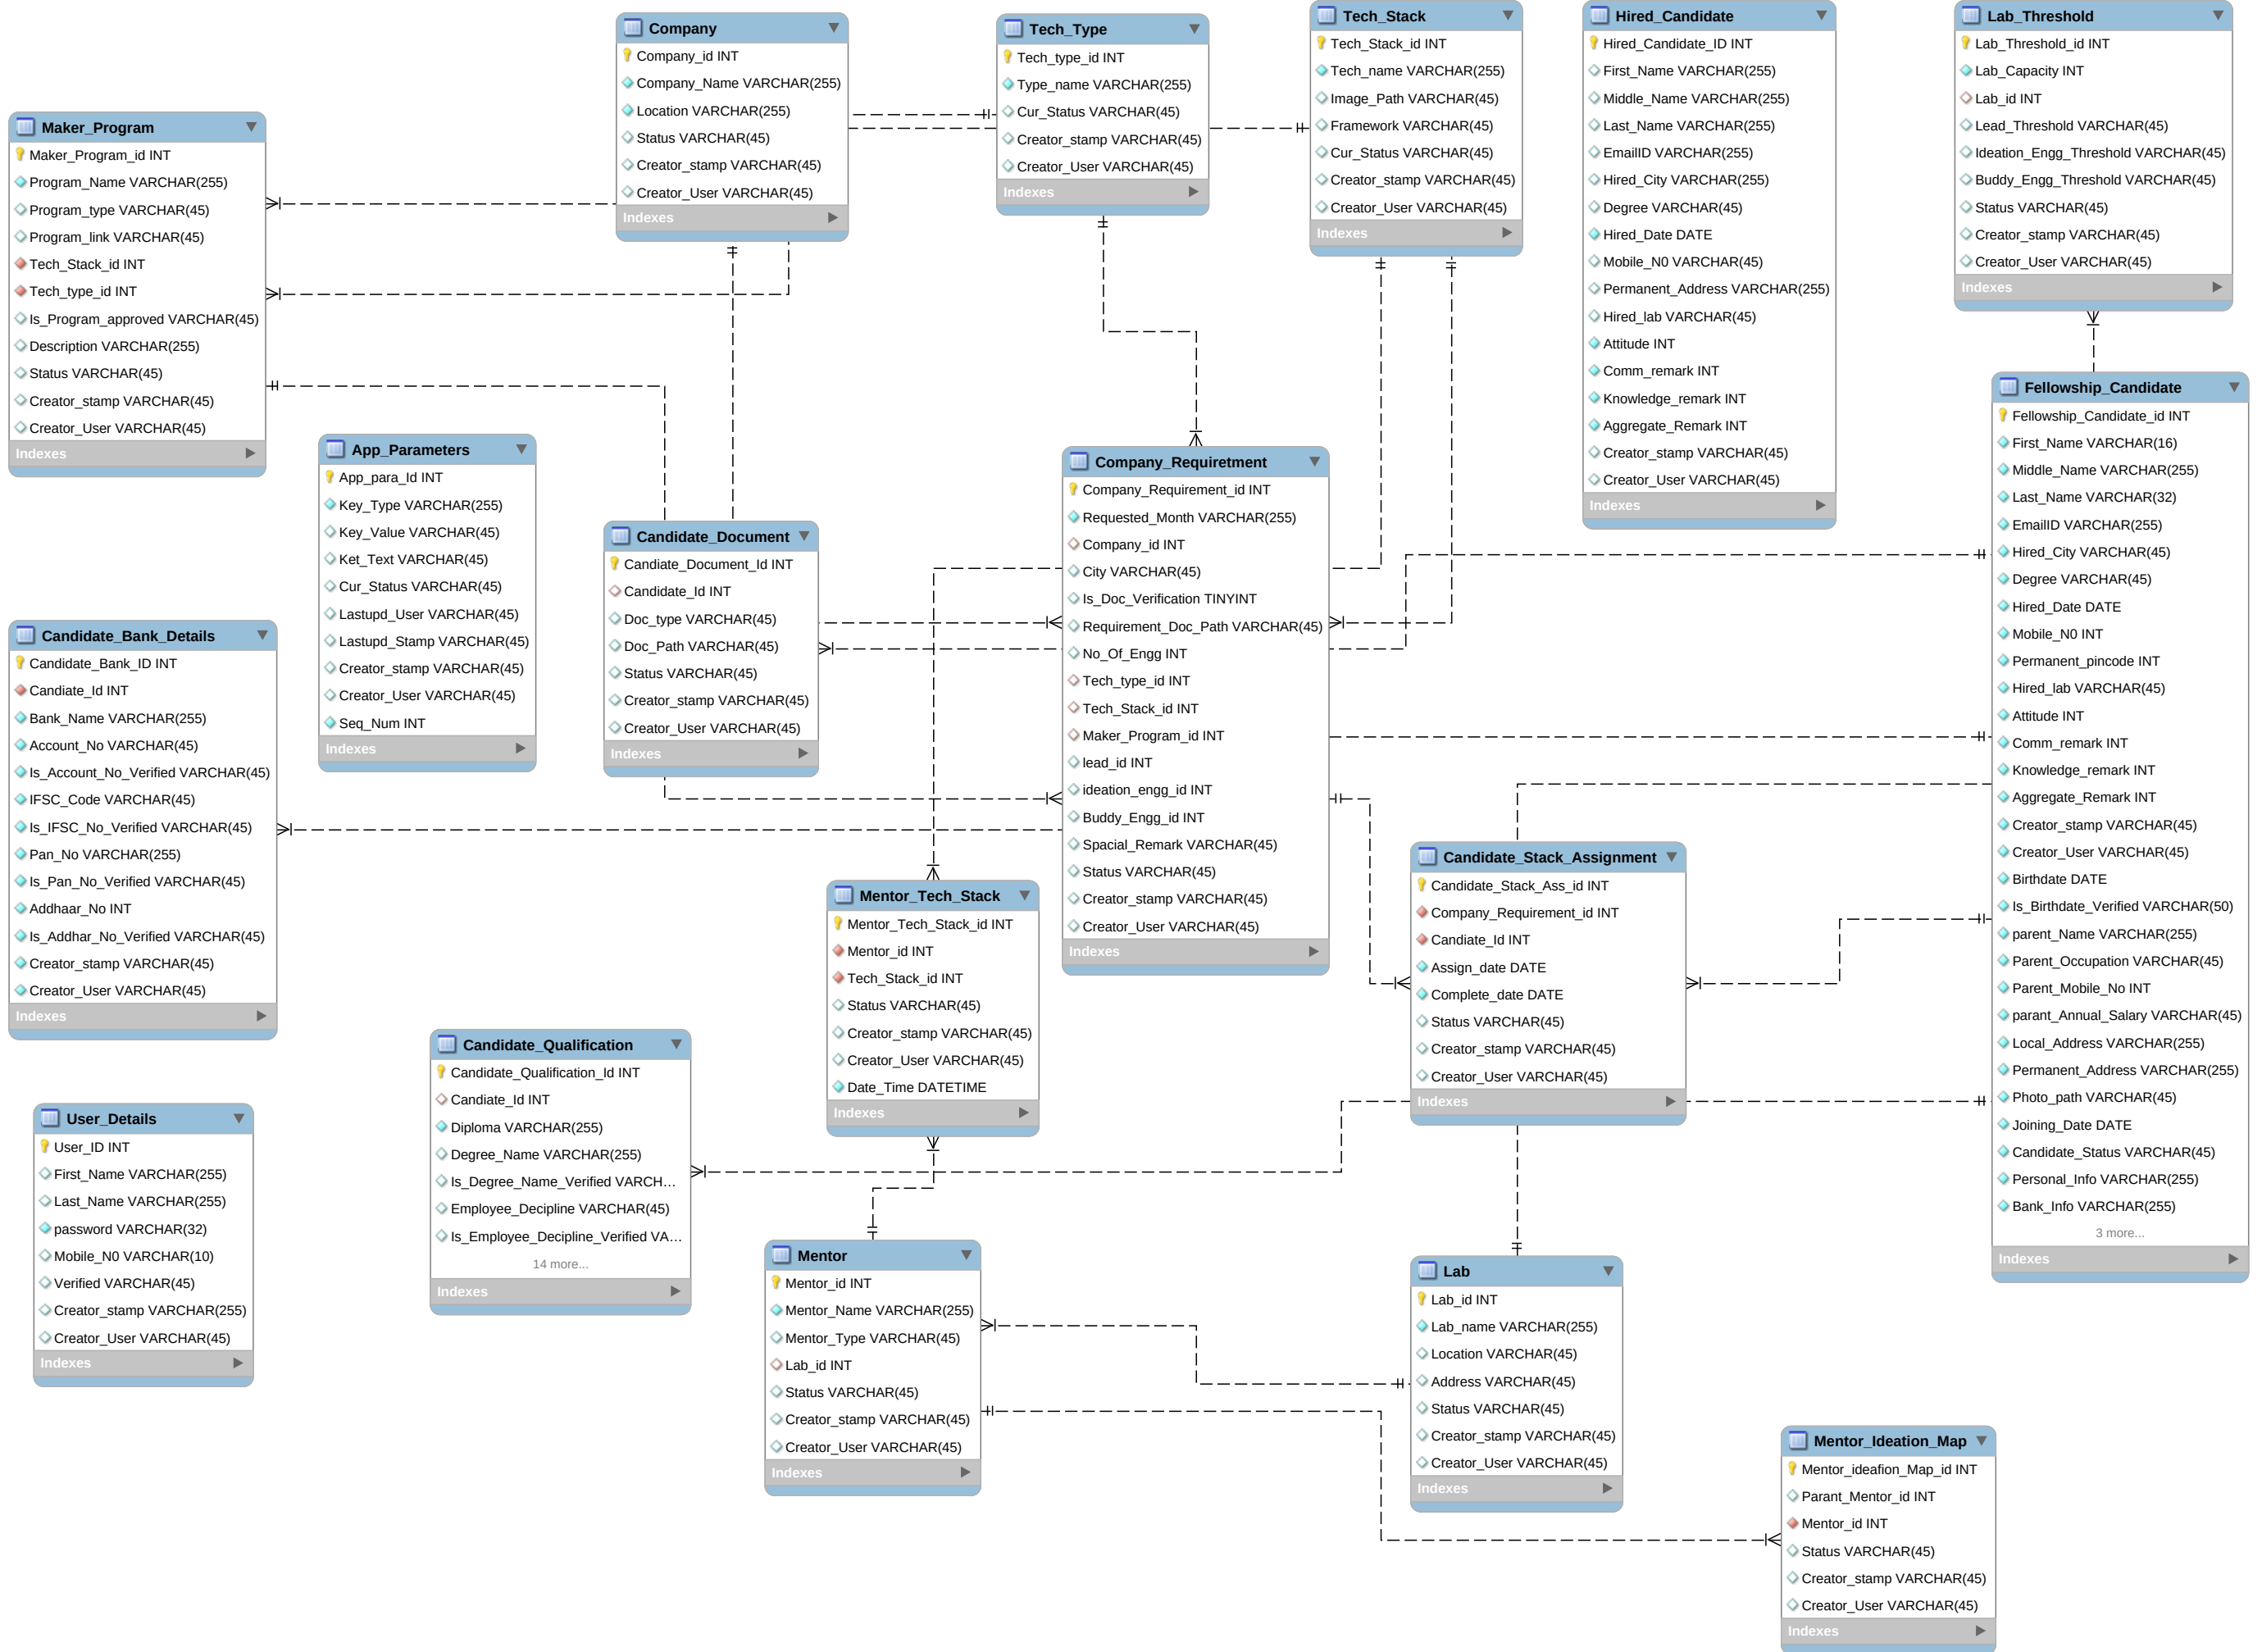 Company
Company_id INT
Company_Name VARCHAR(255)
Location VARCHAR(255)
Status VARCHAR(45)
Creator_stamp VARCHAR(45)
Creator_User VARCHAR(45)
Indexes
Tech_Type
Tech_type_id INT
Type_name VARCHAR(255)
Cur_Status VARCHAR(45)
Creator_stamp VARCHAR(45)
Creator_User VARCHAR(45)
Indexes
Tech_Stack
Tech_Stack_id INT
Tech_name VARCHAR(255)
Image_Path VARCHAR(45)
Framework VARCHAR(45)
Cur_Status VARCHAR(45)
Creator_stamp VARCHAR(45)
Creator_User VARCHAR(45)
Indexes
Hired_Candidate
Hired_Candidate_ID INT
First_Name VARCHAR(255)
Middle_Name VARCHAR(255)
Last_Name VARCHAR(255)
EmailID VARCHAR(255)
Hired_City VARCHAR(255)
Degree VARCHAR(45)
Hired_Date DATE
Mobile_N0 VARCHAR(45)
Permanent_Address VARCHAR(255)
Hired_lab VARCHAR(45)
Attitude INT
Comm_remark INT
Knowledge_remark INT
Aggregate_Remark INT
Creator_stamp VARCHAR(45)
Creator_User VARCHAR(45)
Indexes
Lab_Threshold
Lab_Threshold_id INT
Lab_Capacity INT
Lab_id INT
Lead_Threshold VARCHAR(45)
Ideation_Engg_Threshold VARCHAR(45)
Buddy_Engg_Threshold VARCHAR(45)
Status VARCHAR(45)
Creator_stamp VARCHAR(45)
Creator_User VARCHAR(45)
Indexes
Maker_Program
Maker_Program_id INT
Program_Name VARCHAR(255)
Program_type VARCHAR(45)
Program_link VARCHAR(45)
Tech_Stack_id INT
Tech_type_id INT
Is_Program_approved VARCHAR(45)
Description VARCHAR(255)
Status VARCHAR(45)
Creator_stamp VARCHAR(45)
Creator_User VARCHAR(45)
Indexes
App_Parameters
App_para_Id INT
Key_Type VARCHAR(255)
Key_Value VARCHAR(45)
Ket_Text VARCHAR(45)
Cur_Status VARCHAR(45)
Lastupd_User VARCHAR(45)
Lastupd_Stamp VARCHAR(45)
Creator_stamp VARCHAR(45)
Creator_User VARCHAR(45)
Seq_Num INT
Indexes
Candidate_Document
Candiate_Document_Id INT
Candidate_Id INT
Doc_type VARCHAR(45)
Doc_Path VARCHAR(45)
Status VARCHAR(45)
Creator_stamp VARCHAR(45)
Creator_User VARCHAR(45)
Indexes
Company_Requiretment
Company_Requirement_id INT
Requested_Month VARCHAR(255)
Company_id INT
City VARCHAR(45)
Is_Doc_Verification TINYINT
Requirement_Doc_Path VARCHAR(45)
No_Of_Engg INT
Tech_type_id INT
Tech_Stack_id INT
Maker_Program_id INT
lead_id INT
ideation_engg_id INT
Buddy_Engg_id INT
Spacial_Remark VARCHAR(45)
Status VARCHAR(45)
Creator_stamp VARCHAR(45)
Creator_User VARCHAR(45)
Indexes
Fellowship_Candidate
Fellowship_Candidate_id INT
First_Name VARCHAR(16)
Middle_Name VARCHAR(255)
Last_Name VARCHAR(32)
EmailID VARCHAR(255)
Hired_City VARCHAR(45)
Degree VARCHAR(45)
Hired_Date DATE
Mobile_N0 INT
Permanent_pincode INT
Hired_lab VARCHAR(45)
Attitude INT
Comm_remark INT
Knowledge_remark INT
Aggregate_Remark INT
Creator_stamp VARCHAR(45)
Creator_User VARCHAR(45)
Birthdate DATE
Is_Birthdate_Verified VARCHAR(50)
parent_Name VARCHAR(255)
Parent_Occupation VARCHAR(45)
Parent_Mobile_No INT
parant_Annual_Salary VARCHAR(45)
Local_Address VARCHAR(255)
Permanent_Address VARCHAR(255)
Photo_path VARCHAR(45)
Joining_Date DATE
Candidate_Status VARCHAR(45)
Personal_Info VARCHAR(255)
Bank_Info VARCHAR(255)
3 more...
Indexes
Candidate_Bank_Details
Candidate_Bank_ID INT
Candiate_Id INT
Bank_Name VARCHAR(255)
Account_No VARCHAR(45)
Is_Account_No_Verified VARCHAR(45)
IFSC_Code VARCHAR(45)
Is_IFSC_No_Verified VARCHAR(45)
Pan_No VARCHAR(255)
Is_Pan_No_Verified VARCHAR(45)
Addhaar_No INT
Is_Addhar_No_Verified VARCHAR(45)
Creator_stamp VARCHAR(45)
Creator_User VARCHAR(45)
Indexes
Mentor_Tech_Stack
Mentor_Tech_Stack_id INT
Mentor_id INT
Tech_Stack_id INT
Status VARCHAR(45)
Creator_stamp VARCHAR(45)
Creator_User VARCHAR(45)
Date_Time DATETIME
Indexes
Candidate_Stack_Assignment
Candidate_Stack_Ass_id INT
Company_Requirement_id INT
Candiate_Id INT
Assign_date DATE
Complete_date DATE
Status VARCHAR(45)
Creator_stamp VARCHAR(45)
Creator_User VARCHAR(45)
Indexes
Candidate_Qualification
Candidate_Qualification_Id INT
Candiate_Id INT
Diploma VARCHAR(255)
Degree_Name VARCHAR(255)
Is_Degree_Name_Verified VARCH...
Employee_Decipline VARCHAR(45)
Is_Employee_Decipline_Verified VA...
14 more...
Indexes
User_Details
User_ID INT
First_Name VARCHAR(255)
Last_Name VARCHAR(255)
password VARCHAR(32)
Mobile_N0 VARCHAR(10)
Verified VARCHAR(45)
Creator_stamp VARCHAR(255)
Creator_User VARCHAR(45)
Indexes
Mentor
Mentor_id INT
Mentor_Name VARCHAR(255)
Mentor_Type VARCHAR(45)
Lab_id INT
Status VARCHAR(45)
Creator_stamp VARCHAR(45)
Creator_User VARCHAR(45)
Indexes
Lab
Lab_id INT
Lab_name VARCHAR(255)
Location VARCHAR(45)
Address VARCHAR(45)
Status VARCHAR(45)
Creator_stamp VARCHAR(45)
Creator_User VARCHAR(45)
Indexes
Mentor_Ideation_Map
Mentor_ideafion_Map_id INT
Parant_Mentor_id INT
Mentor_id INT
Status VARCHAR(45)
Creator_stamp VARCHAR(45)
Creator_User VARCHAR(45)
Indexes